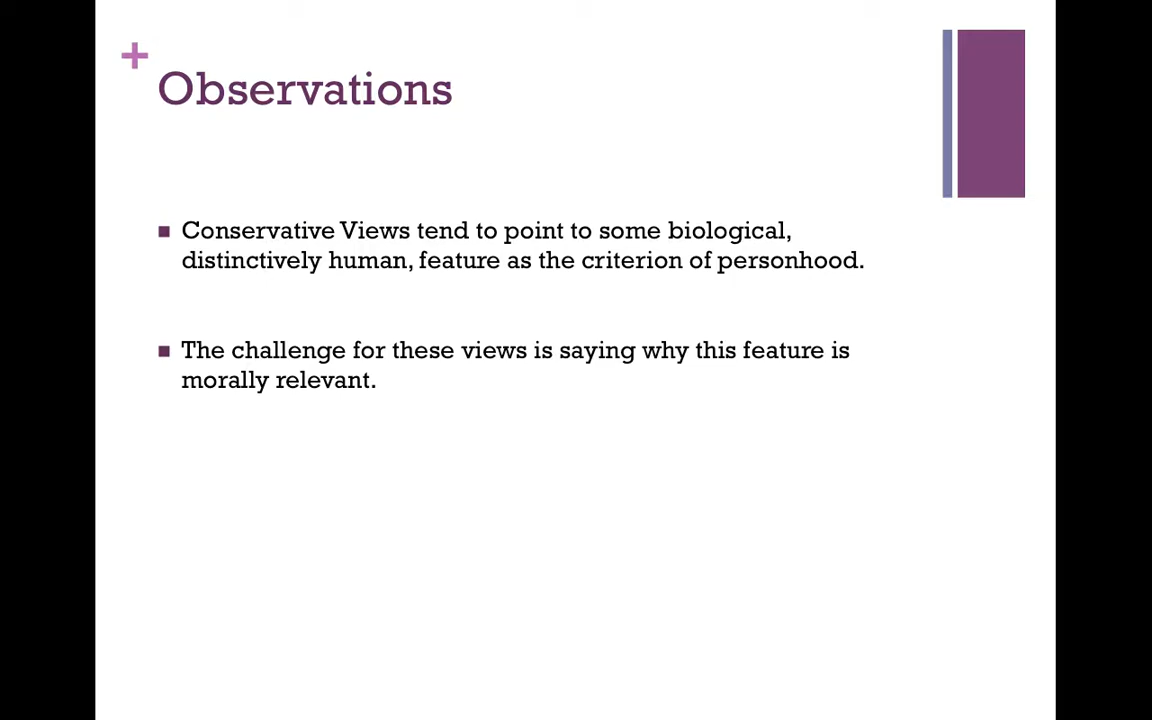 +
Observations
■ Conservative Views tend to point to some biological,
distinctively human, feature as the criterion of personhood.
■ The challenge for these views is saying why this feature is
morally relevant.